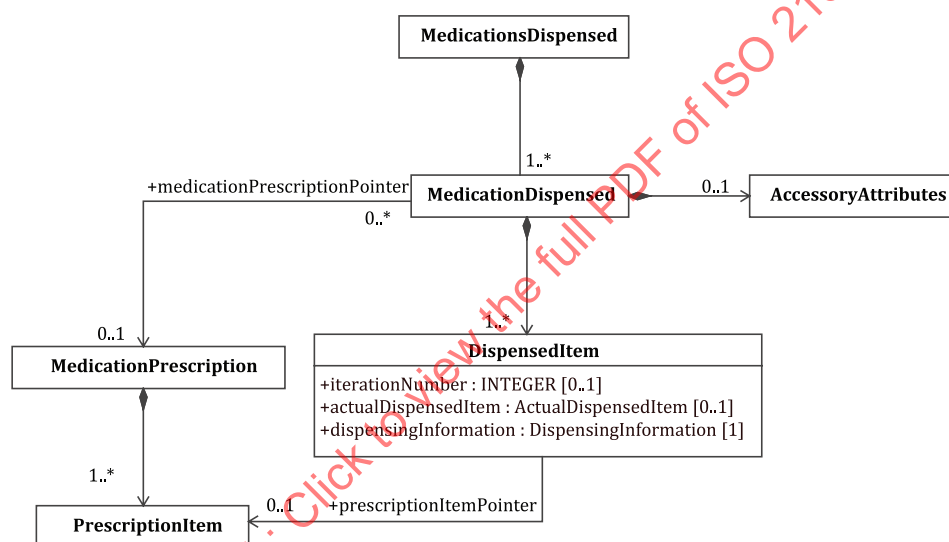 MedicationsDispensed
1..*
+medicationPrescriptionPointer
MedicationDispensed
0..1
AccessoryAttributes
0..*
0..1
1..*
MedicationPrescription
DispensedItem
+iterationNumber : INTEGER [0..1]
+actualDispensedItem : ActualDispensedItem [0..1]
+dispensingInformation : DispensingInformation [1]
1..*
0..1
+prescriptionItemPointer
PrescriptionItem
: Click to view the full PDF of ISO